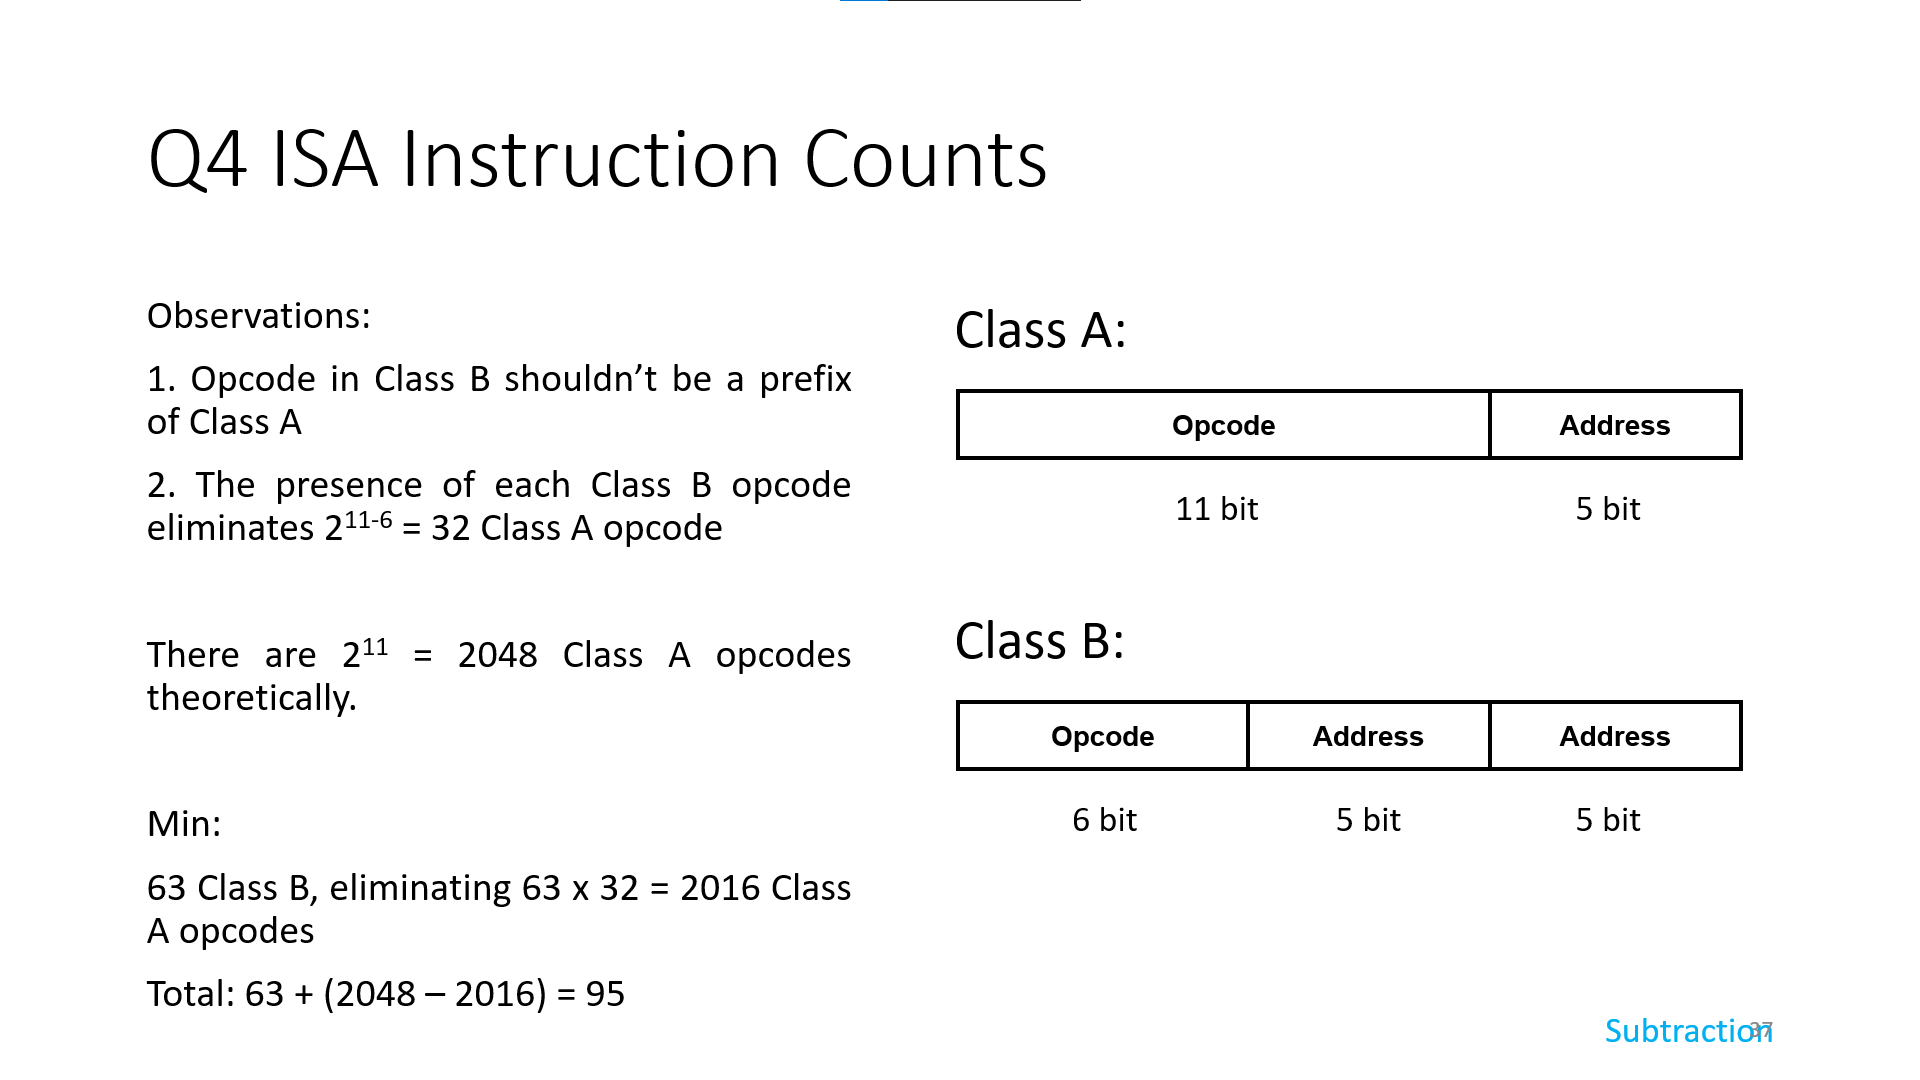 Q4 ISA Instruction Counts
Observations:
1. Opcode in Class B shouldn’t be a prefix
of Class A
2. The presence of each Class B opcode
eliminates 2^11-6 = 32 Class A opcode
There are 2^11 = 2048 Class A opcodes
theoretically.
Min:
63 Class B, eliminating 63 x 32 = 2016 Class
A opcodes
Total: 63 + (2048 – 2016) = 95
Class A:
Opcode Address
11 bit 5 bit
Class B:
Opcode Address Address
6 bit 5 bit 5 bit
Subtraction
37